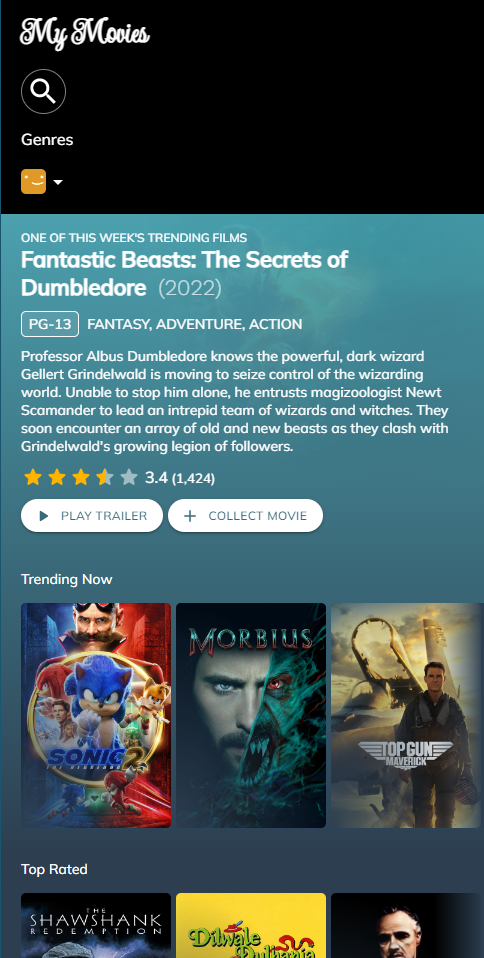 My Movies
Genres
ONE OF THIS WEEK'S TRENDING FILMS
Fantastic Beasts: The Secrets of
Dumbledore (2022)
PG-13 FANTASY, ADVENTURE, ACTION
Professor Albus Dumbledore knows the powerful, dark wizard
Gellert Grindelwald is moving to seize control of the wizarding
world. Unable to stop him alone, he entrusts magizoologist Newt
Scamander to lead an intrepid team of wizards and witches. They
soon encounter an array of old and new beasts as they clash with
Grindelwald's growing legion of followers.
3.4 (1,424)
PLAY TRAILER
COLLECT MOVIE
Trending Now
SONIC 2
THE HEDGEHOG
MORBIUS
TOP GUN
MAVERICK
Top Rated
THE
SHAWSHANK
REDEMPTION
Dilwale
Dulhania